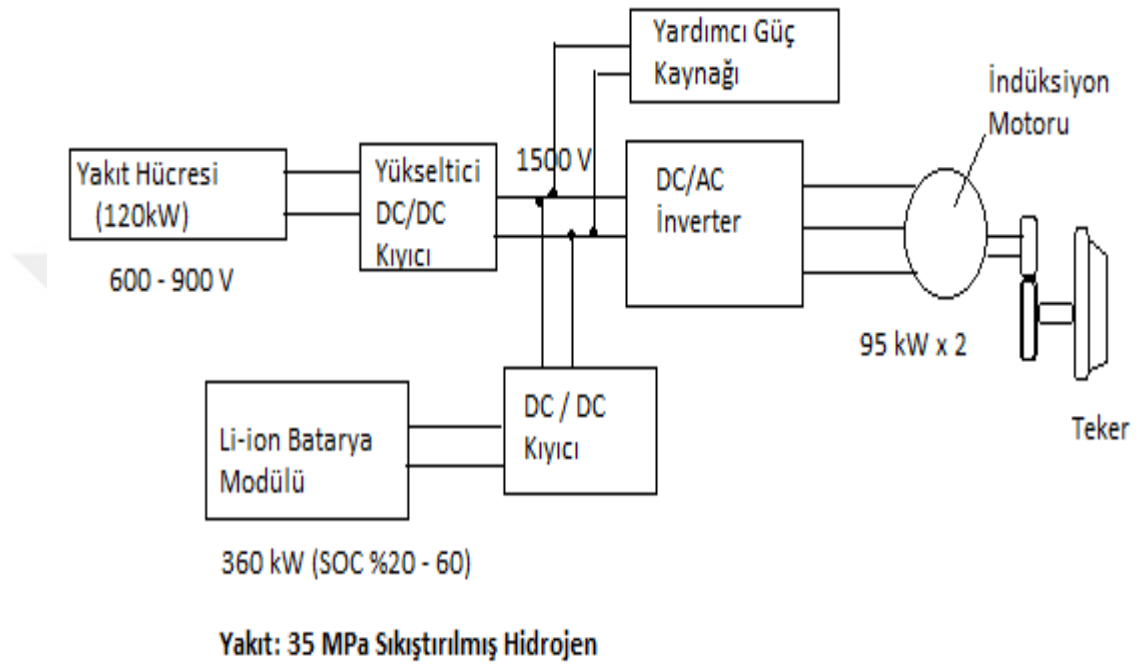 Yardımcı Güç
Kaynağı
İndüksiyon
Motoru
Yakıt Hücresi
(120kW)
Yükseltici
DC/DC
Kıyıcı
1500 V
DC/AC
İnverter
600 - 900 V
95 kW x 2
Teker
Li-ion Batarya
Modülü
DC / DC
Kıyıcı
360 kW (SOC %20 - 60)
Yakıt: 35 MPa Sıkıştırılmış Hidrojen